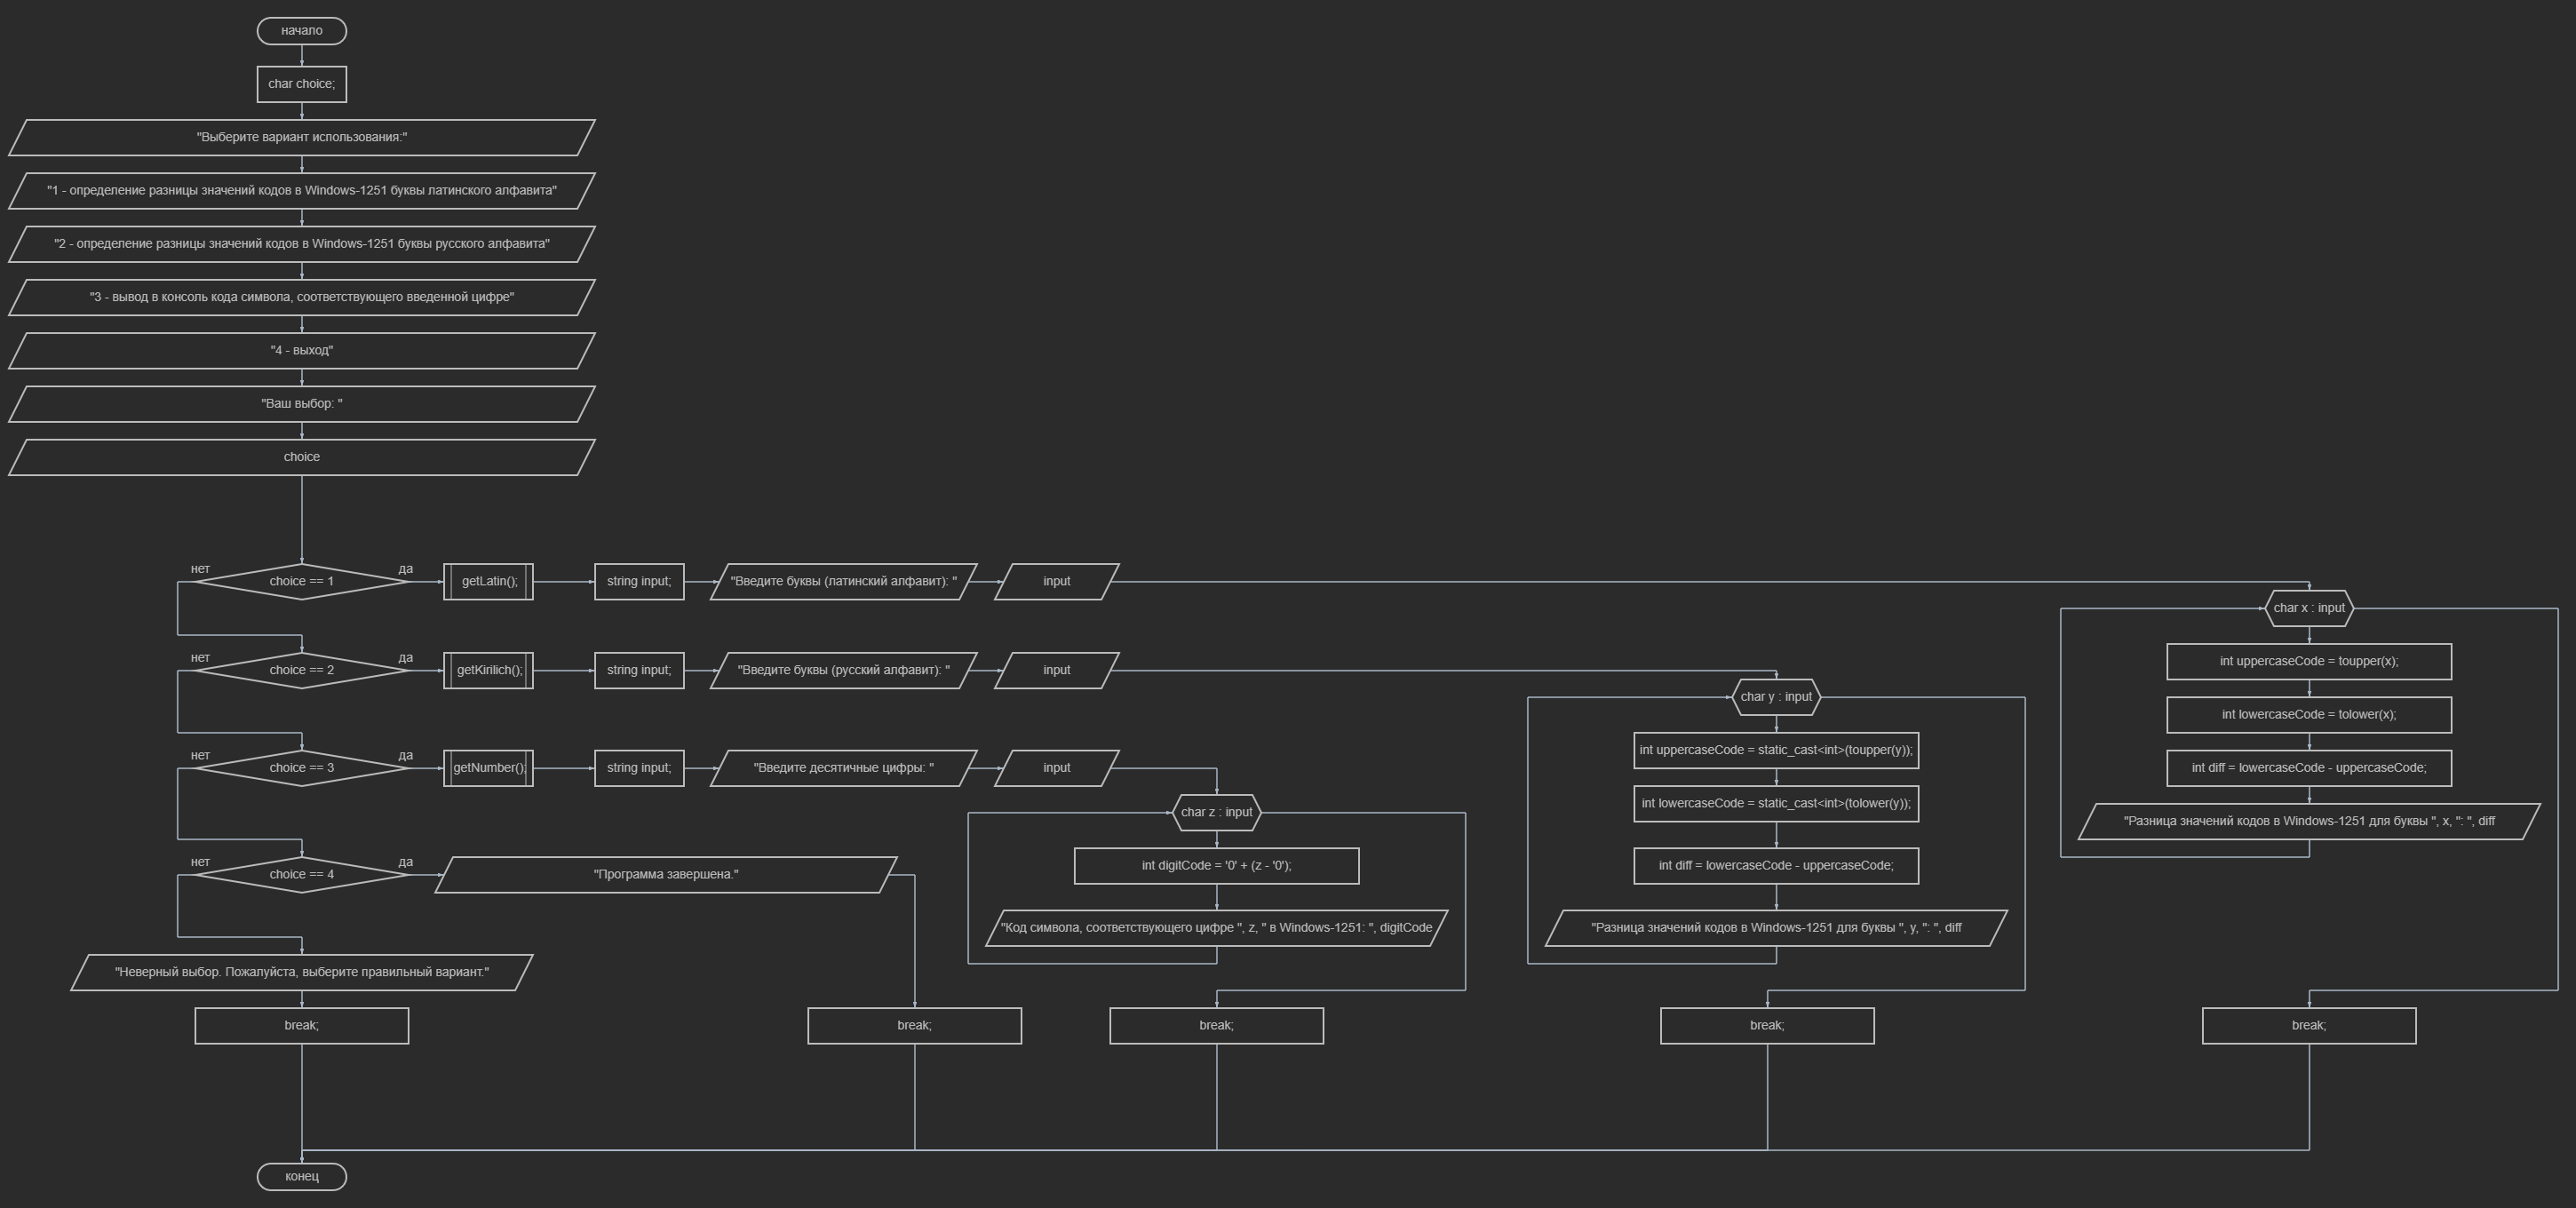 начало
char choice;
"Выберите вариант использования:"
"1 - определение разницы значений кодов в Windows-1251 буквы латинского алфавита"
"2 - определение разницы значений кодов в Windows-1251 буквы русского алфавита"
"3 - вывод в консоль кода символа, соответствующего введенной цифре"
"4 - выход"
"Ваш выбор: "
choice
нет
choice == 1
да
getLatin();
string input;
"Введите буквы (латинский алфавит): "
input
char x : input
int uppercaseCode = toupper(x);
int lowercaseCode = tolower(x);
int diff = lowercaseCode - uppercaseCode;
"Разница значений кодов в Windows-1251 для буквы ", x, ": ", diff
break;
нет
choice == 2
да
getKirilich();
string input;
"Введите буквы (русский алфавит): "
input
char y : input
int uppercaseCode = static_cast<int>(toupper(y));
int lowercaseCode = static_cast<int>(tolower(y));
int diff = lowercaseCode - uppercaseCode;
"Разница значений кодов в Windows-1251 для буквы ", y, ": ", diff
break;
нет
choice == 3
да
getNumber();
string input;
"Введите десятичные цифры: "
input
char z : input
int digitCode = '0' + (z - '0');
"Код символа, соответствующего цифре ", z, " в Windows-1251: ", digitCode
break;
нет
choice == 4
да
"Программа завершена."
break;
"Неверный выбор. Пожалуйста, выберите правильный вариант."
break;
конец